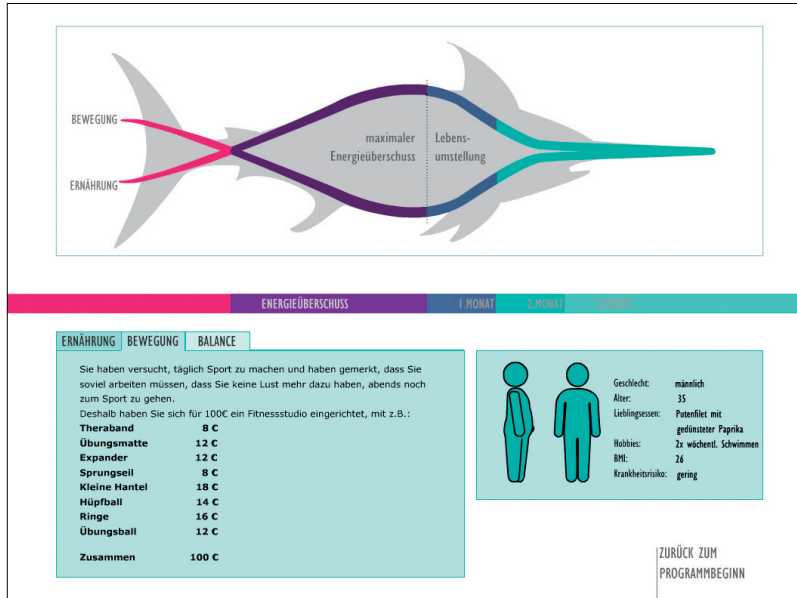 BEWEGUNG
ERNÄHRUNG
maximaler
Energieüberschuss
Lebens-
umstellung
ENERGIEÜBERSCHUSS
1.MONAT
2.MONAT
ERNÄHRUNG
BEWEGUNG
BALANCE
Sie haben versucht, täglich Sport zu machen und haben gemerkt, dass Sie
soviel arbeiten müssen, dass Sie keine Lust mehr dazu haben, abends noch
zum Sport zu gehen.
Deshalb haben Sie sich für 100€ ein Fitnessstudio eingerichtet, mit z.B.:
Theraband 8 €
Übungsmatte 12 €
Expander 12 €
Sprungseil 8 €
Kleine Hantel 18 €
Hüpfball 14 €
Ringe 16 €
Übungsball 12 €
Zusammen 100 €
Geschlecht: männlich
Alter: 35
Lieblingsessen: Putenfilet mit
gedünsteter Paprika
Hobbies: 2x wöchentl. Schwimmen
BMI: 26
Krankheitsrisiko: gering
ZURÜCK ZUM
PROGRAMMBEGINN